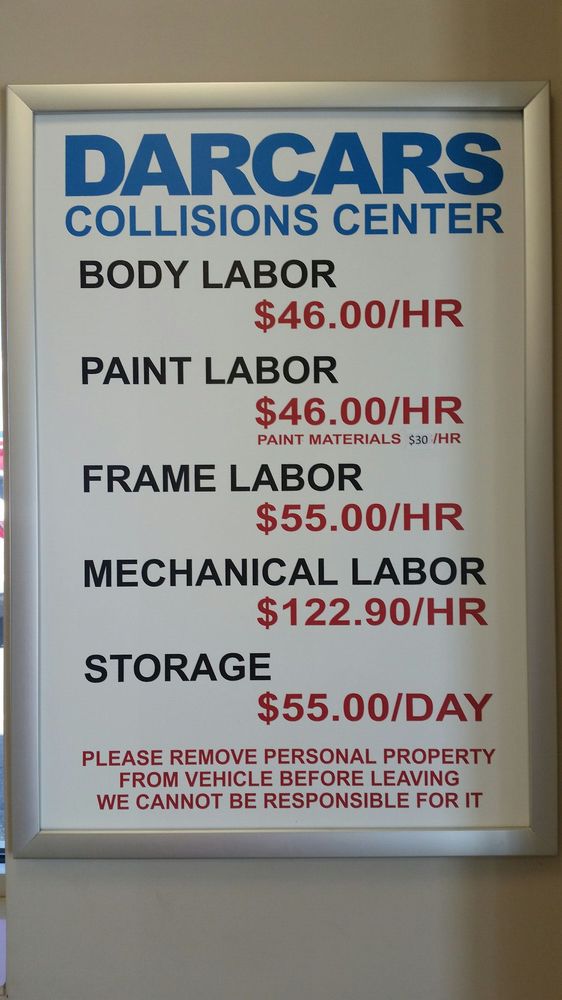 DARCARS
COLLISIONS CENTER
BODY LABOR
$46.00/HR
PAINT LABOR
$46.00/HR
PAINT MATERIALS $30 /HR
FRAME LABOR
$55.00/HR
MECHANICAL LABOR
$122.90/HR
STORAGE
$55.00/DAY
PLEASE REMOVE PERSONAL PROPERTY
FROM VEHICLE BEFORE LEAVING
WE CANNOT BE RESPONSIBLE FOR IT